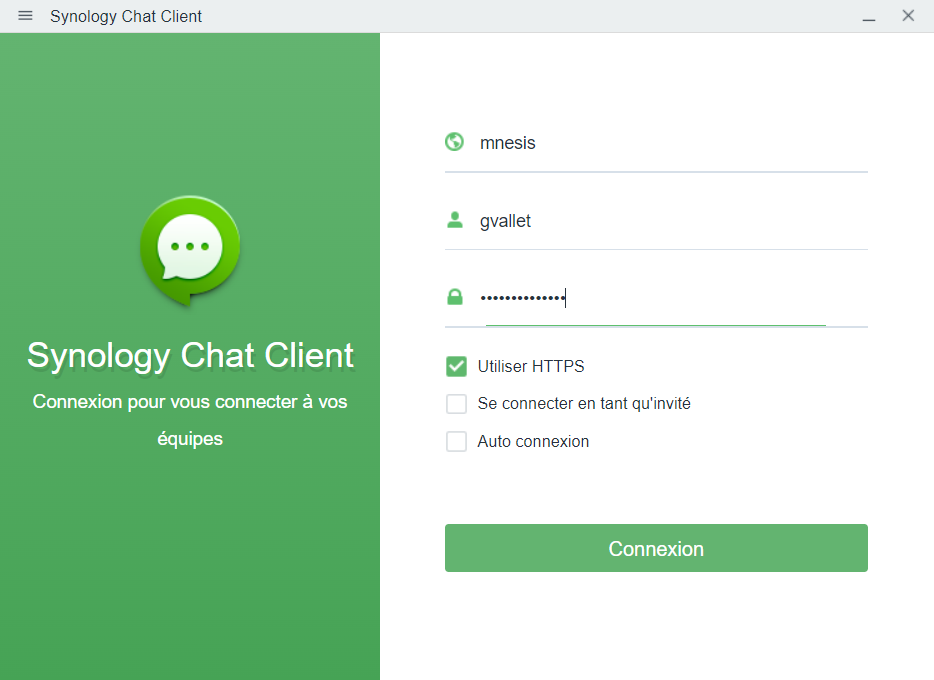 Synology Chat Client
mnesis
gvallet
••••••••••••••
Synology Chat Client
Connexion pour vous connecter à vos
équipes
Utiliser HTTPS
Se connecter en tant qu'invité
Auto connexion
Connexion